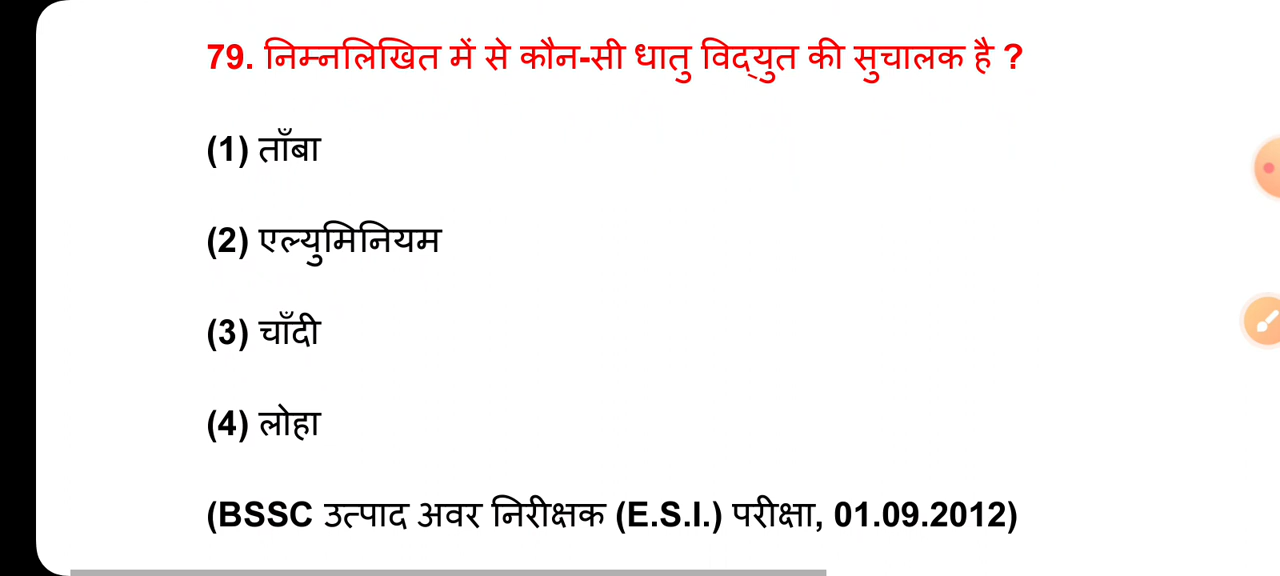 79. निम्नलिखित में से कौन-सी धातु विद्युत की सुचालक है ?
(1) ताँबा
(2) एल्युमिनियम
(3) चाँदी
(4) लोहा
(BSSC उत्पाद अवर निरीक्षक (E.S.I.) परीक्षा, 01.09.2012)